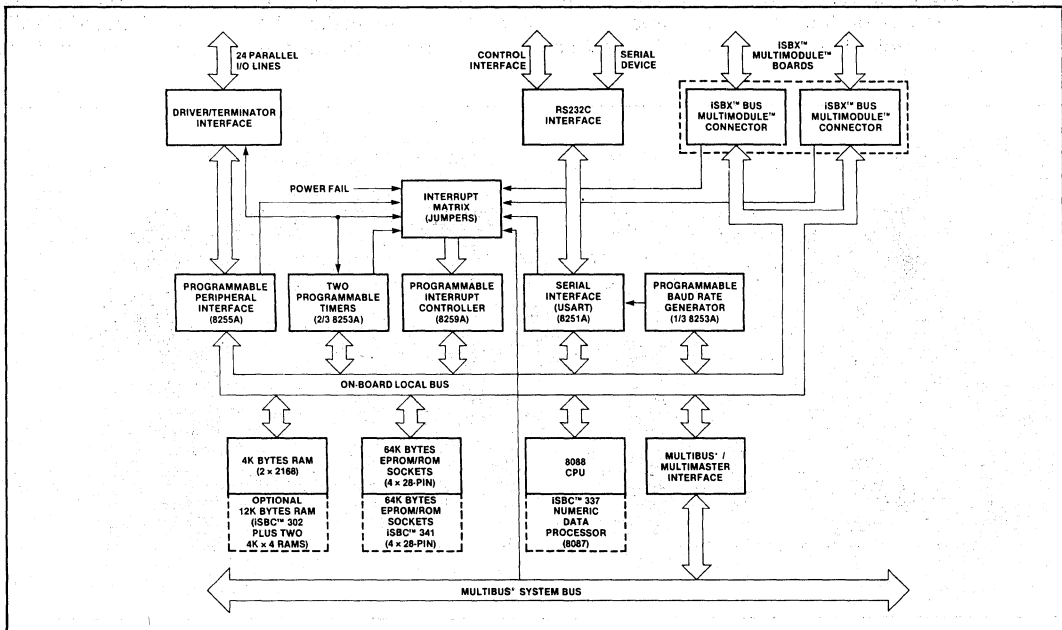 24 PARALLEL
I/O LINES
CONTROL
INTERFACE
SERIAL
DEVICE
iSBX™
MULTIMODULE™
BOARDS
DRIVER/TERMINATOR
INTERFACE
RS232C
INTERFACE
iSBX™ BUS
MULTIMODULE™
CONNECTOR
iSBX™ BUS
MULTIMODULE™
CONNECTOR
POWER FAIL
INTERRUPT
MATRIX
(JUMPERS)
PROGRAMMABLE
PERIPHERAL
INTERFACE
(8255A)
TWO
PROGRAMMABLE
TIMERS
(2/3 8253A)
PROGRAMMABLE
INTERRUPT
CONTROLLER
(8259A)
SERIAL
INTERFACE
(USART)
(8251A)
PROGRAMMABLE
BAUD RATE
GENERATOR
(1/3 8253A)
ON-BOARD LOCAL BUS
4K BYTES RAM
(2 × 2168)
OPTIONAL
12K BYTES RAM
(iSBC™ 302
PLUS TWO
4K × 4 RAMS)
64K BYTES
EPROM/ROM
SOCKETS
(4 × 28-PIN)
64K BYTES
EPROM/ROM
SOCKETS
iSBC™ 341
(4 × 28-PIN)
8088
CPU
iSBC™ 337
NUMERIC
DATA
PROCESSOR
(8087)
MULTIBUS* /
MULTIMASTER
INTERFACE
MULTIBUS* SYSTEM BUS